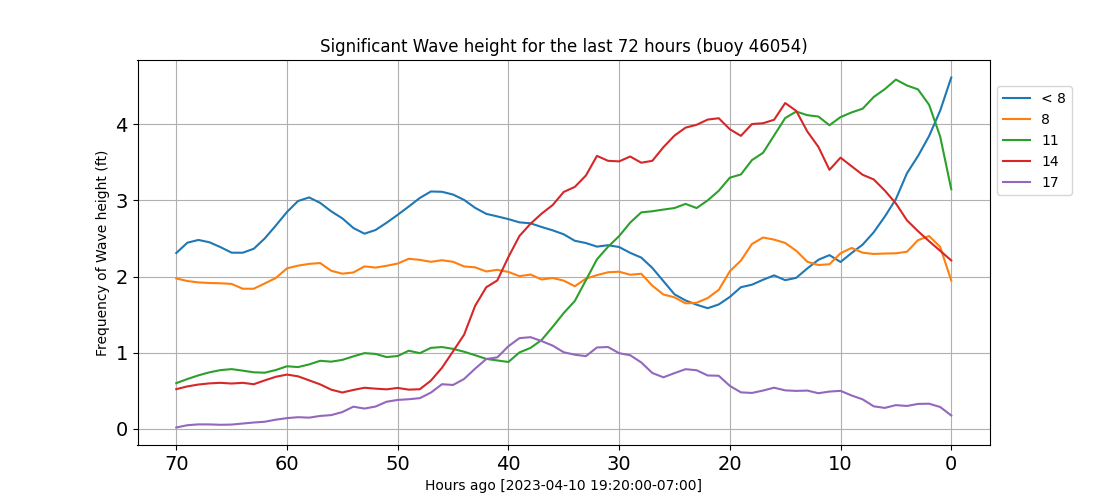 Significant Wave height for the last 72 hours (buoy 46054)
Frequency of Wave height (ft)
4
3
2
1
0
70 60 50 40 30 20 10 0
Hours ago [2023-04-10 19:20:00-07:00]
< 8
8
11
14
17